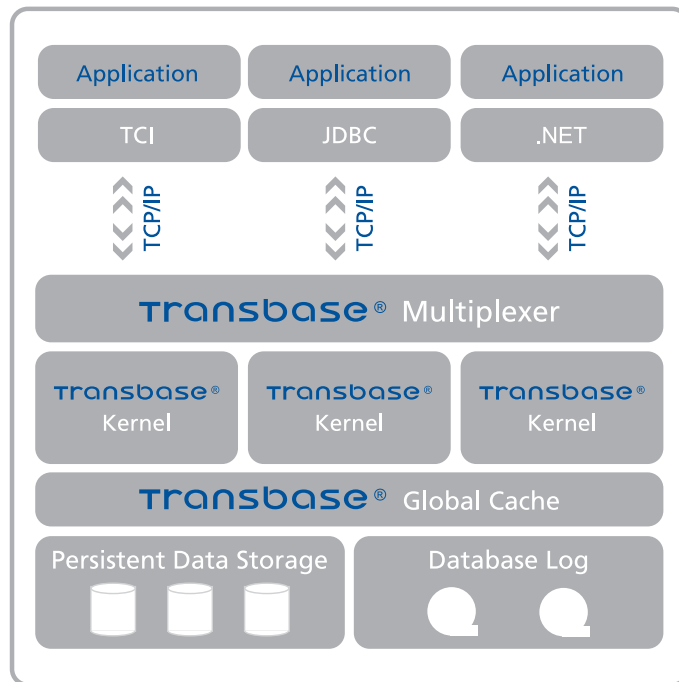 Application Application Application
TCI JDBC .NET
TCP/IP TCP/IP TCP/IP
Transbase® Multiplexer
Transbase® Transbase® Transbase®
Kernel Kernel Kernel
Transbase® Global Cache
Persistent Data Storage Database Log